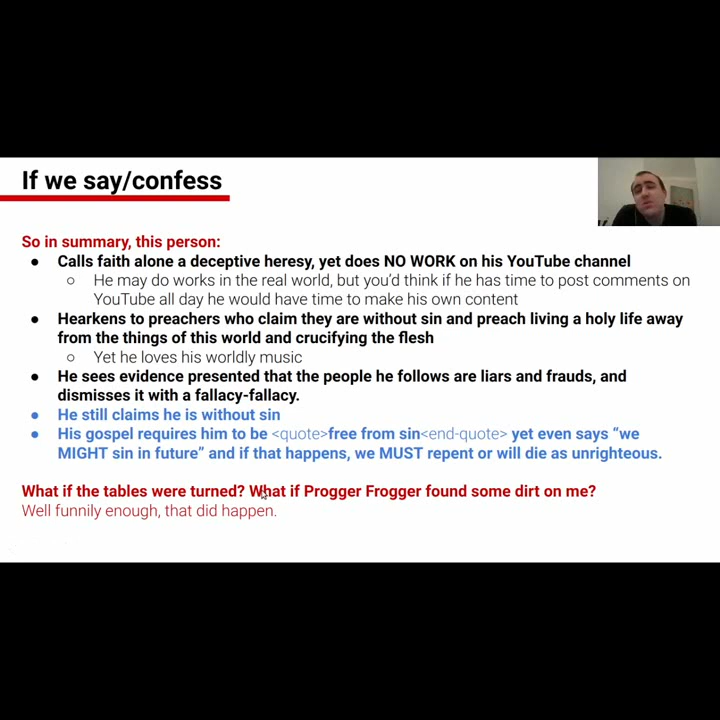 If we say/confess
So in summary, this person:
● Calls faith alone a deceptive heresy, yet does NO WORK on his YouTube channel
○ He may do works in the real world, but you'd think if he has time to post comments on
YouTube all day he would have time to make his own content
● Hearkens to preachers who claim they are without sin and preach living a holy life away
from the things of this world and crucifying the flesh
○ Yet he loves his worldly music
● He sees evidence presented that the people he follows are liars and frauds, and
dismisses it with a fallacy-fallacy.
● He still claims he is without sin
● His gospel requires him to be <quote>free from sin<end-quote> yet even says “we
MIGHT sin in future” and if that happens, we MUST repent or will die as unrighteous.
What if the tables were turned? What if Progger Frogger found some dirt on me?
Well funnily enough, that did happen.